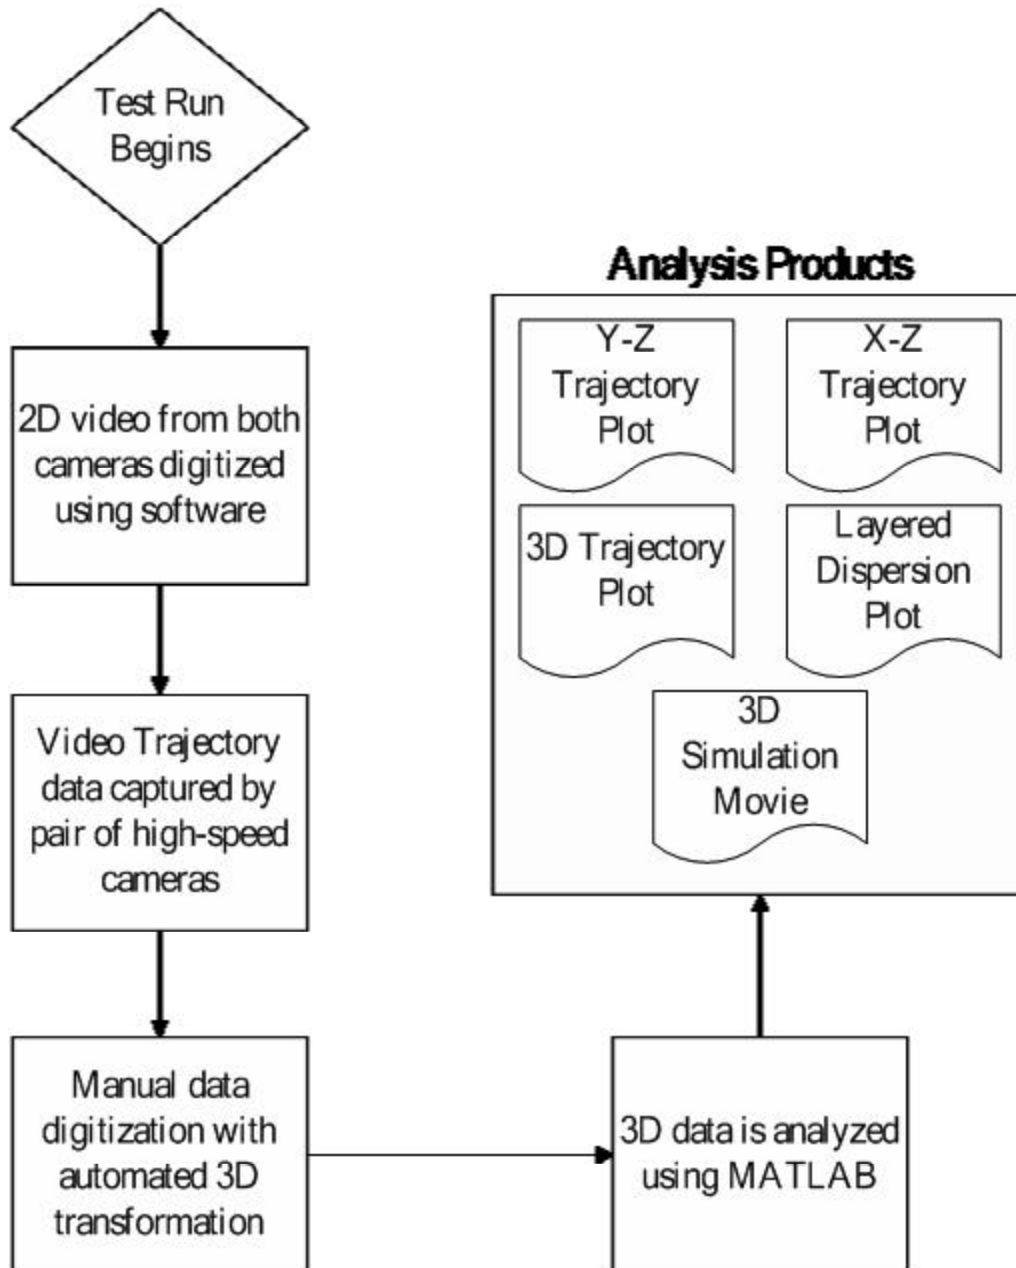 Test Run
Begins
2D video from both
cameras digitized
using software
Video Trajectory
data captured by
pair of high-speed
cameras
Manual data
digitization with
automated 3D
transformation
3D data is analyzed
using MATLAB
Analysis Products
Y-Z
Trajectory
Plot
X-Z
Trajectory
Plot
3D Trajectory
Plot
Layered
Dispersion
Plot
3D
Simulation
Movie